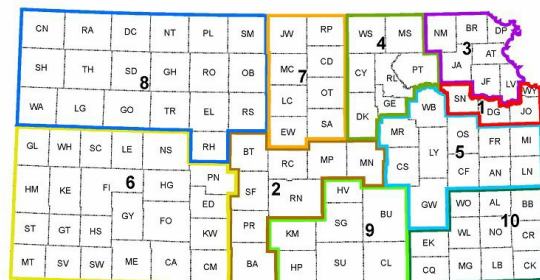 CN RA DC NT PL SM JW RP WS MS NM BR DP
SH TH SD GH RO OB MC CD CY RL PT JA AT
8 7 4 3
WA LG GO TR EL RS LC OT DK GE WB JF LV WY
RH EW SA SN DG JO 1
GL WH SC LE NS BT RC MP MN MR LY OS FR MI
HM KE FI HG PN SF RN CS CF AN LN
6 2 5
GY FO ED HV GW WO AL BB
ST GT HS KW PR KM SG BU WL NO CR
9 10
MT SV SW ME CA CM BA HP SU CL EK CQ MG LB CK